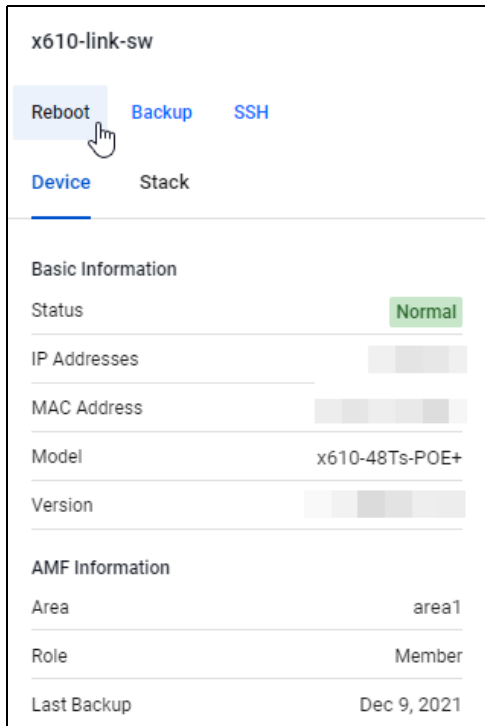 x610-link-sw
Reboot Backup SSH
Device Stack
Basic Information
Status Normal
IP Addresses
MAC Address
Model x610-48Ts-POE+
Version
AMF Information
Area area1
Role Member
Last Backup Dec 9, 2021